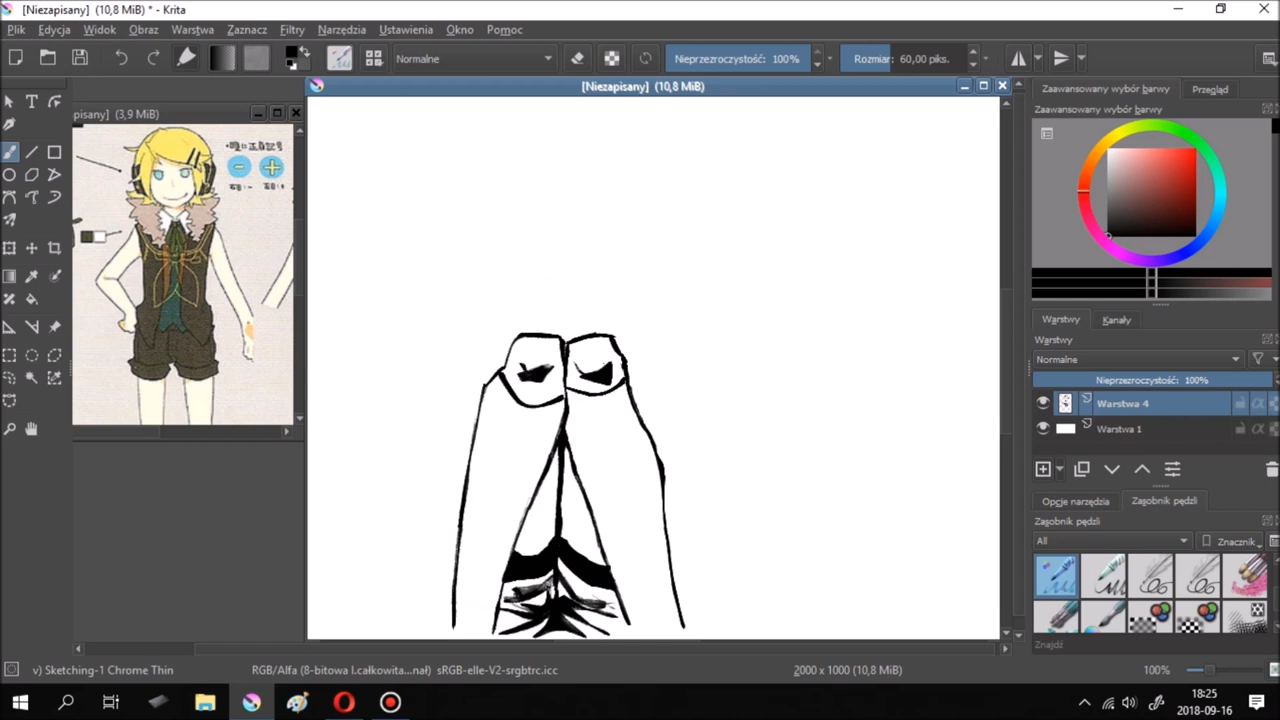 [Niezapisany] (10,8 MiB) * - Krita
Plik Edycja Widok Obraz Warstwa Zaznacz Filtry Narzędzia Ustawienia Okno Pomoc
Normalne Nieprzezroczystość: 100% Rozmiar: 60,00 piks.
pisany] (3,9 MiB)
[Niezapisany] (10,8 MiB)
Zaawansowany wybór barwy Przegląd
Zaawansowany wybór barwy
Warstwy Kanały
Warstwy
Normalne
Nieprzezroczystość: 100%
Warstwa 4
Warstwa 1
Opcje narzędzia Zasobnik pędzli
Zasobnik pędzli
All Znacznik
Znajdź
v) Sketching-1 Chrome Thin RGB/Alfa (8-bitowa l.całkowita...nał) sRGB-elle-V2-srgbtrc.icc 2000 x 1000 (10,8 MiB) 100%
18:25
2018-09-16